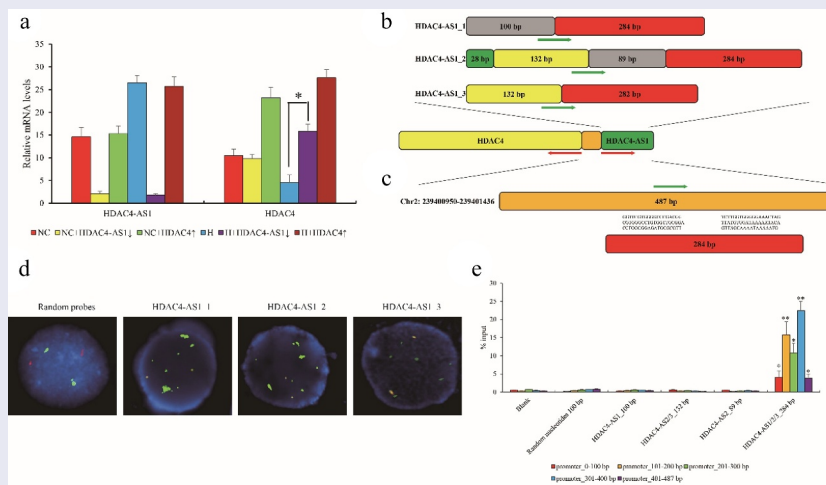 a
Relative mRNA levels
35
30
25
20
15
10
5
0
*
HDAC4-AS1
HDAC4
NC
NC+HDAC4-AS1↓
NC+HDAC4↑
H
H+HDAC4-AS1↓
H+HDAC4↑
b
HDAC4-AS1_1
100 bp
284 bp
HDAC4-AS1_2
28 bp
132 bp
89 bp
284 bp
HDAC4-AS1_3
132 bp
282 bp
HDAC4
HDAC4-AS1
c
Chr2: 239400950-239401436
487 bp
284 bp
d
Random probes
HDAC4-AS1_1
HDAC4-AS1_2
HDAC4-AS1_3
e
% input
30
25
20
15
10
5
0
*
**
*
**
*
Blank
Random nucleotides 100 bp
HDAC4-AS1_100 bp
HDAC4-AS2/3_132 bp
HDAC4-AS2_89 bp
HDAC4-AS1/2/3_284 bp
promoter_0-100 bp
promoter_101-200 bp
promoter_201-300 bp
promoter_301-400 bp
promoter_401-487 bp